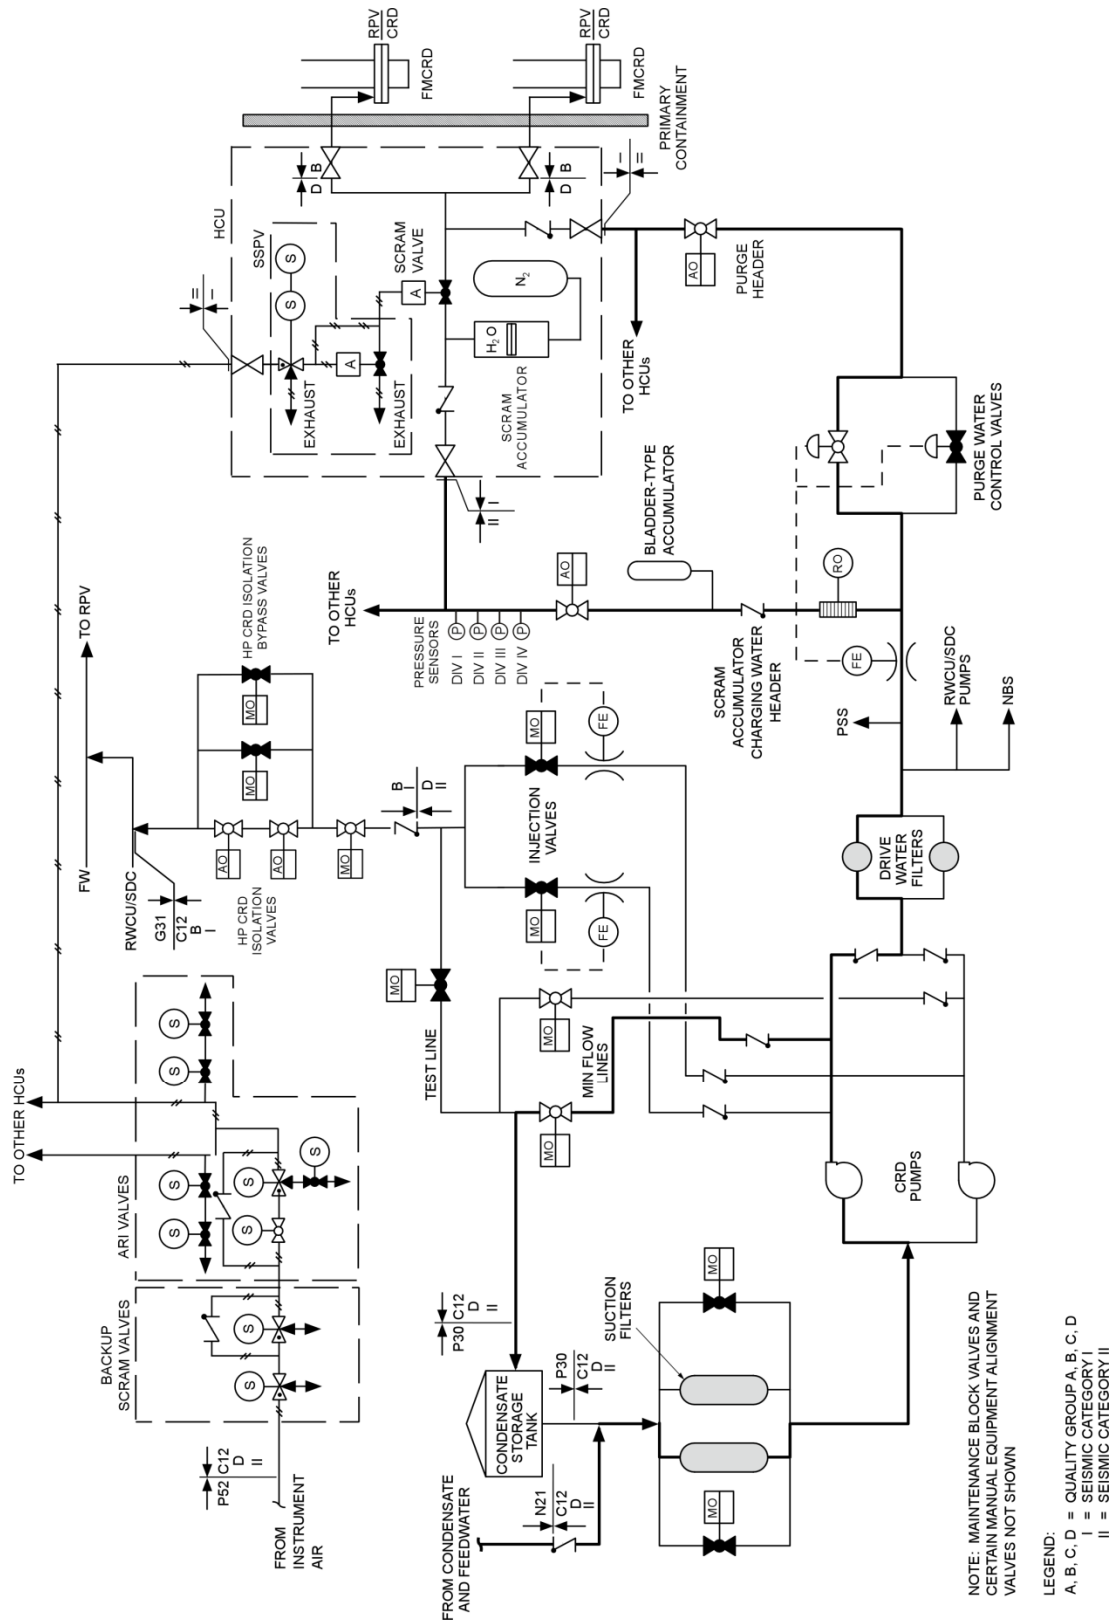 RPV
CRD
FMCRD
RPV
CRD
FMCRD
PRIMARY
CONTAINMENT
I
II
HCU
D B
D B
SSPV
S
S
II
I
SCRAM
VALVE
A
A
EXHAUST
EXHAUST
N2
H2O
SCRAM
ACCUMULATOR
I
II
TO OTHER
HCUs
AO
PURGE
HEADER
PURGE WATER
CONTROL VALVES
BLADDER-TYPE
ACCUMULATOR
AO
RO
FE
SCRAM
ACCUMULATOR
CHARGING WATER
HEADER
TO OTHER
HCUs
PRESSURE
SENSORS
DIV I
DIV II
DIV III
DIV IV
P
P
P
P
PSS
RWCU/SDC
PUMPS
NBS
TO RPV
HP CRD ISOLATION
BYPASS VALVES
MO
MO
FW
RWCU/SDC
G31
C12
B
I
AO
AO
MO
HP CRD
ISOLATION
VALVES
B
I
D
II
MO
MO
FE
FE
INJECTION
VALVES
DRIVE
WATER
FILTERS
MO
TEST LINE
MO
MO
MIN FLOW
LINES
CRD
PUMPS
TO OTHER HCUs
ARI VALVES
S
S
S
S
S
S
S
BACKUP
SCRAM VALVES
S
S
P52
C12
D
II
FROM
INSTRUMENT
AIR
P30
C12
D
II
CONDENSATE
STORAGE
TANK
P30
C12
D
II
FROM CONDENSATE
AND FEEDWATER
N21
C12
D
II
SUCTION
FILTERS
MO
MO
NOTE: MAINTENANCE BLOCK VALVES AND
CERTAIN MANUAL EQUIPMENT ALIGNMENT
VALVES NOT SHOWN
LEGEND:
A, B, C, D = QUALITY GROUP A, B, C, D
I = SEISMIC CATEGORY I
II = SEISMIC CATEGORY II